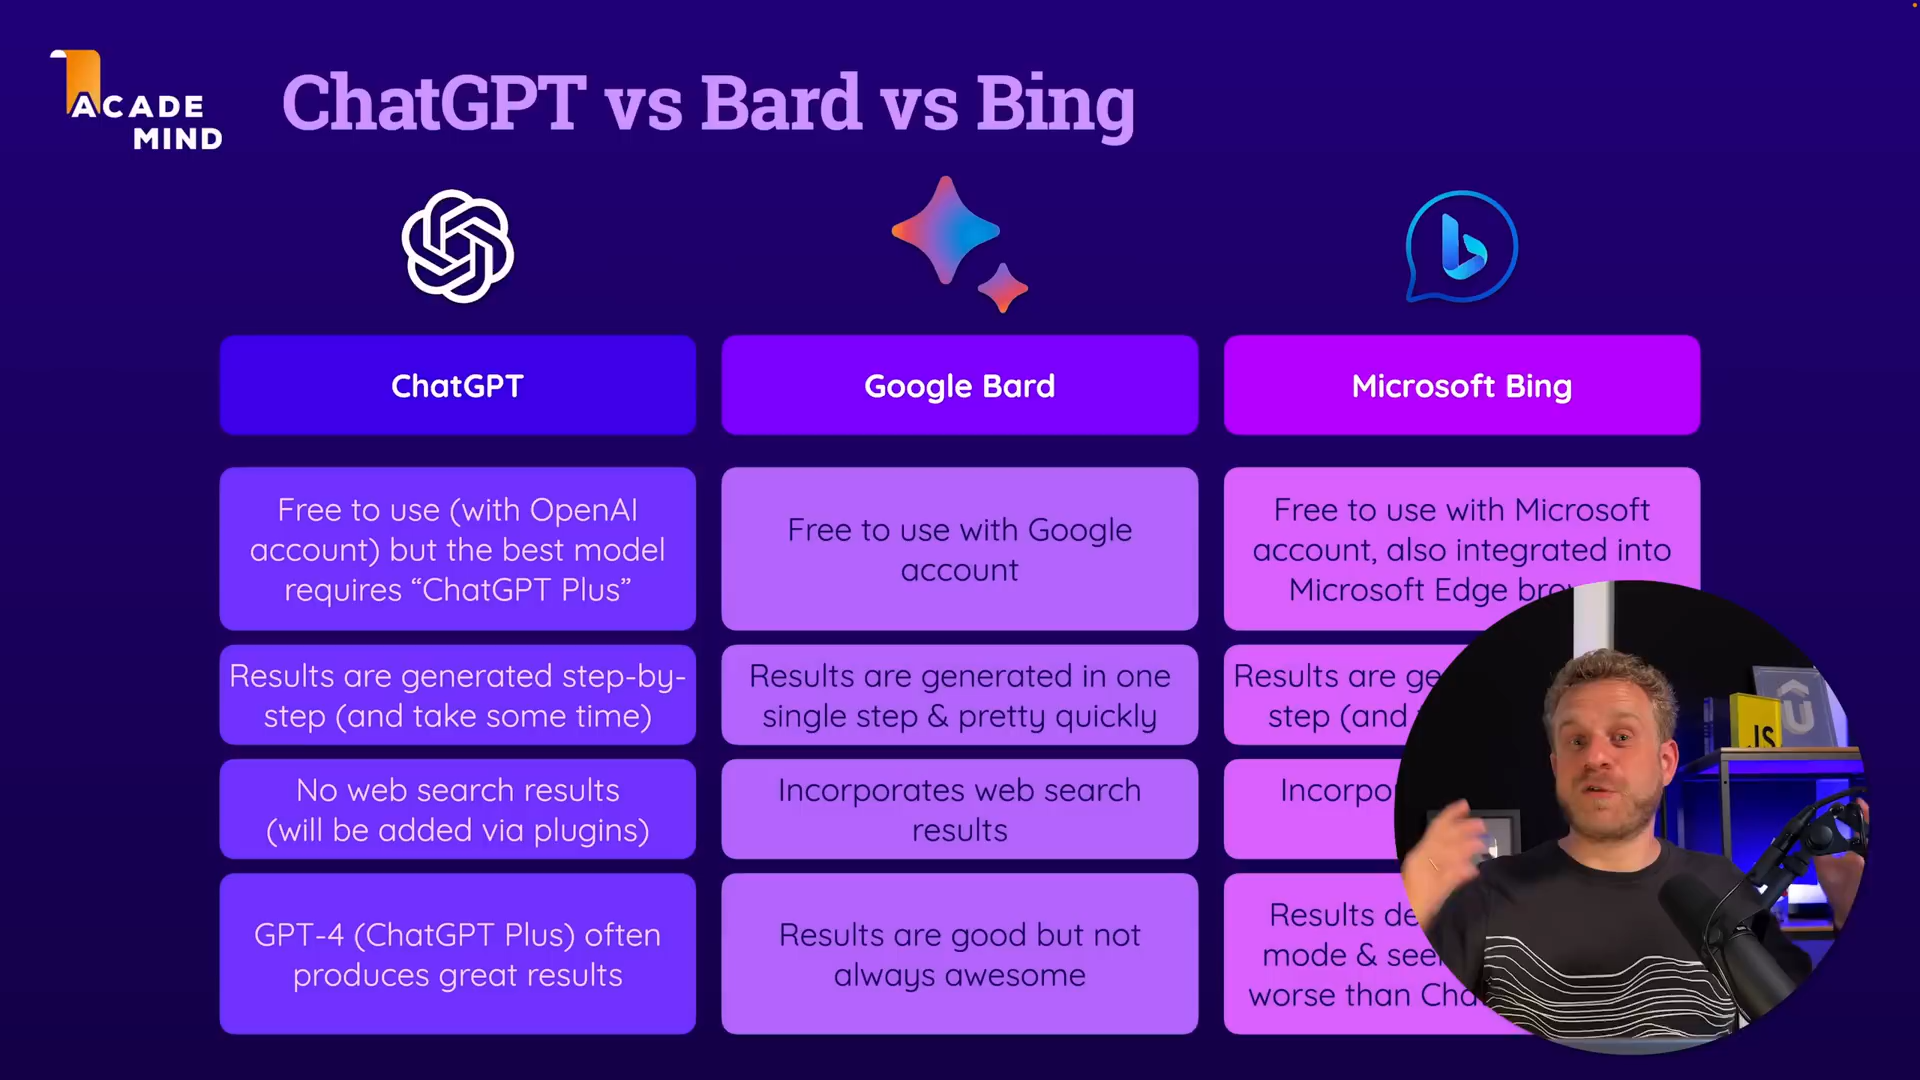 ACADE
MIND
ChatGPT vs Bard vs Bing
ChatGPT
Google Bard
Microsoft Bing
Free to use (with OpenAI
account) but the best model
requires “ChatGPT Plus”
Free to use with Google
account
Free to use with Microsoft
account, also integrated into
Microsoft Edge
Results are generated step-by-
step (and take some time)
Results are generated in one
single step & pretty quickly
Results are
step (and
No web search results
(will be added via plugins)
Incorporates web search
results
GPT-4 (ChatGPT Plus) often
produces great results
Results are good but not
always awesome
Results
mode &
worse than
JS